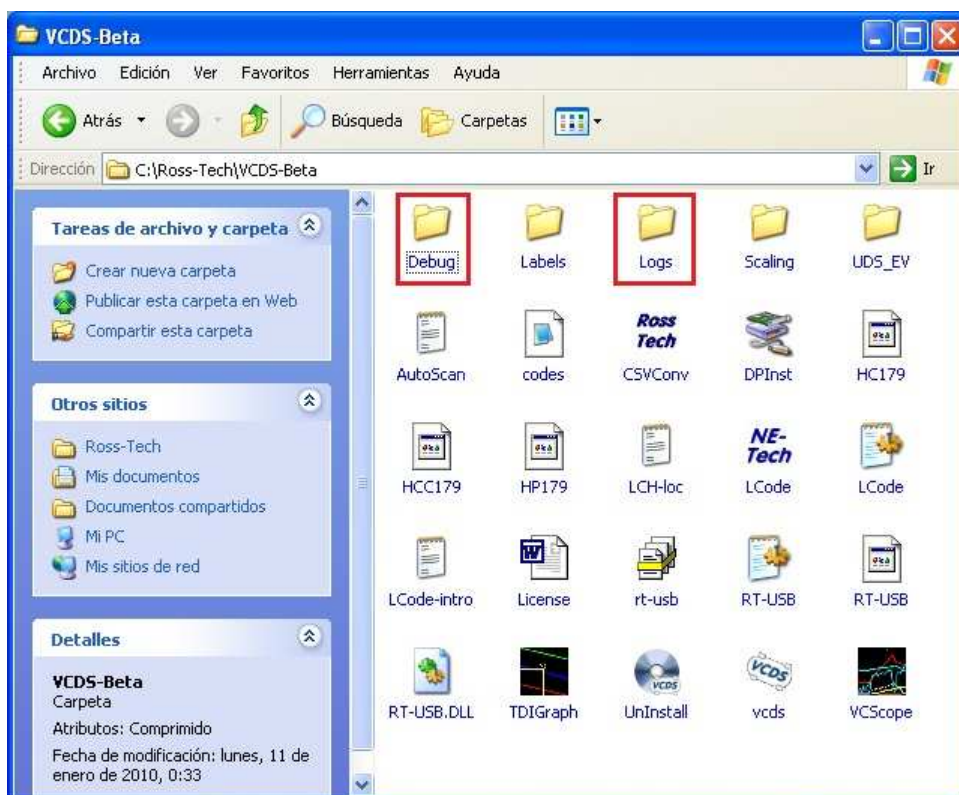 VCDS-Beta
Archivo Edición Ver Favoritos Herramientas Ayuda
Atrás Búsqueda Carpetas
Dirección C:\Ross-Tech\VCDS-Beta Ir
Tareas de archivo y carpeta
Crear nueva carpeta
Publicar esta carpeta en Web
Compartir esta carpeta
Otros sitios
Ross-Tech
Mis documentos
Documentos compartidos
Mi PC
Mis sitios de red
Detalles
VCDS-Beta
Carpeta
Atributos: Comprimido
Fecha de modificación: lunes, 11 de
enero de 2010, 0:33
Debug Labels Logs Scaling UDS_EV
Ross
Tech
AutoScan codes CSVConv DPInst HC179
NE-
Tech
HCC179 HP179 LCH-loc LCode LCode
W
LCode-intro License rt-usb RT-USB RT-USB
VCDS
VCDS
RT-USB.DLL TDIGraph UnInstall vcds VCScope